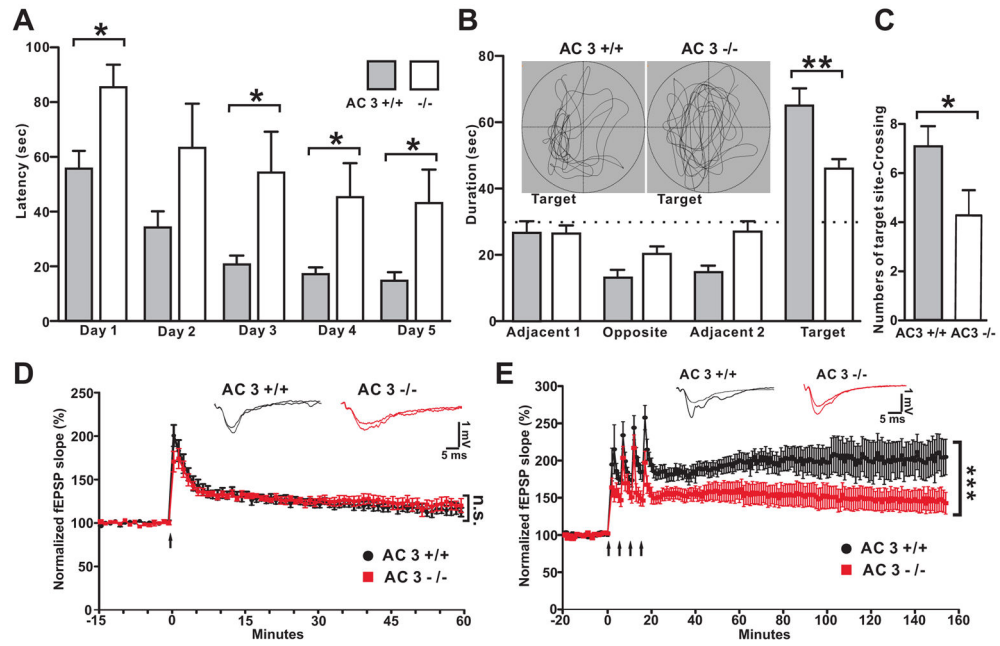 A
Latency (sec)
100
80
60
40
20
0
*
*
*
*
AC 3 +/+ -/-
Day 1 Day 2 Day 3 Day 4 Day 5
B
Duration (sec)
80
60
40
20
0
AC 3 +/+ AC 3 -/-
Target Target
**
Adjacent 1 Opposite Adjacent 2 Target
C
Numbers of target site-Crossing
8
6
4
2
0
*
AC3 +/+ AC3 -/-
D
Normalized fEPSP slope (%)
250
200
150
100
50
0
AC 3 +/+ AC 3 -/-
1 mV
5 ms
n.s.
AC 3 +/+
AC 3 -/-
-15 0 15 30 45 60
Minutes
E
Normalized fEPSP slope (%)
300
250
200
150
100
50
0
AC 3 +/+ AC 3 -/-
1 mV
5 ms
***
AC 3 +/+
AC 3 -/-
-20 0 20 40 60 80 100 120 140 160
Minutes